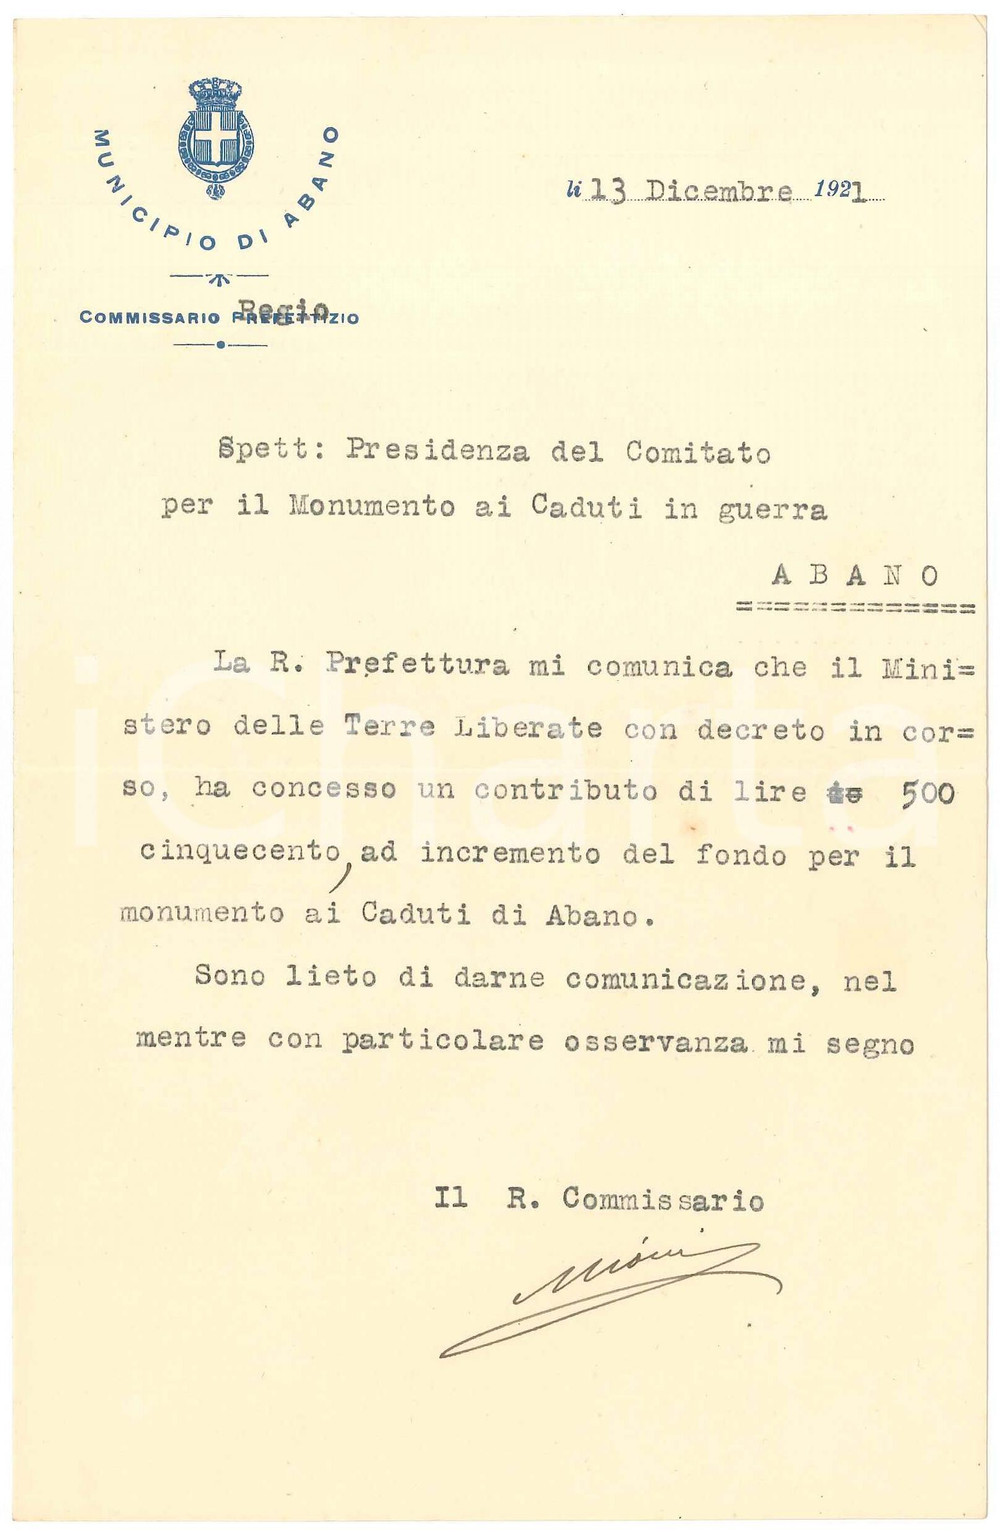 MUNICIPIO DI ABANO
li 13 Dicembre 1921
COMMISSARIO PREFETTIZIO
Regio
Spett: Presidenza del Comitato
per il Monumento ai Caduti in guerra
A B A N O
=============
La R. Prefettura mi comunica che il Mini=
stero delle Terre Liberate con decreto in cor=
so, ha concesso un contributo di lire 500
cinquecento, ad incremento del fondo per il
monumento ai Caduti di Abano.
Sono lieto di darne comunicazione, nel
mentre con particolare osservanza mi segno
Il R. Commissario
iCharta